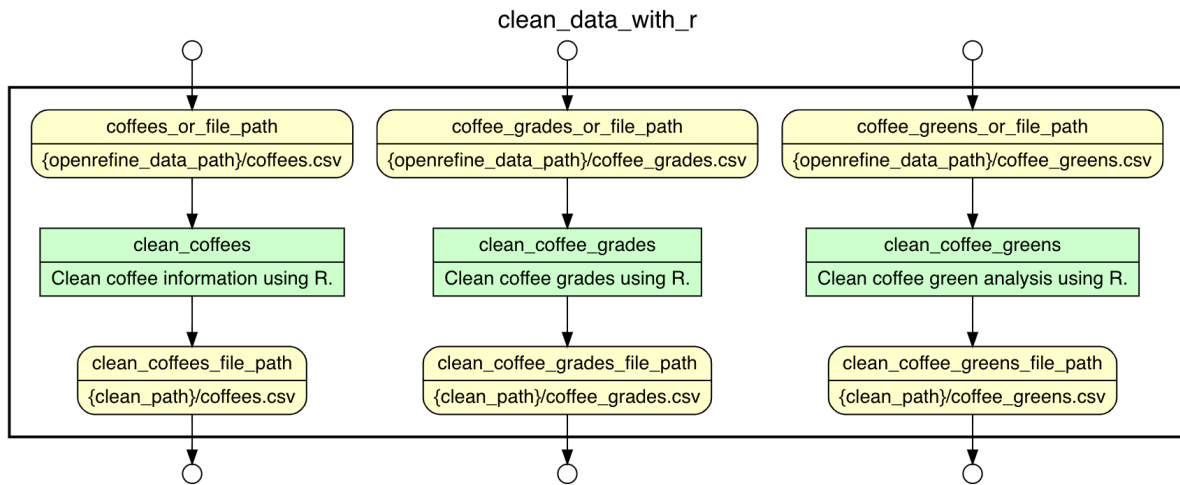 clean_data_with_r
coffees_or_file_path
{openrefine_data_path}/coffees.csv
coffee_grades_or_file_path
{openrefine_data_path}/coffee_grades.csv
coffee_greens_or_file_path
{openrefine_data_path}/coffee_greens.csv
clean_coffees
Clean coffee information using R.
clean_coffee_grades
Clean coffee grades using R.
clean_coffee_greens
Clean coffee green analysis using R.
clean_coffees_file_path
{clean_path}/coffees.csv
clean_coffee_grades_file_path
{clean_path}/coffee_grades.csv
clean_coffee_greens_file_path
{clean_path}/coffee_greens.csv